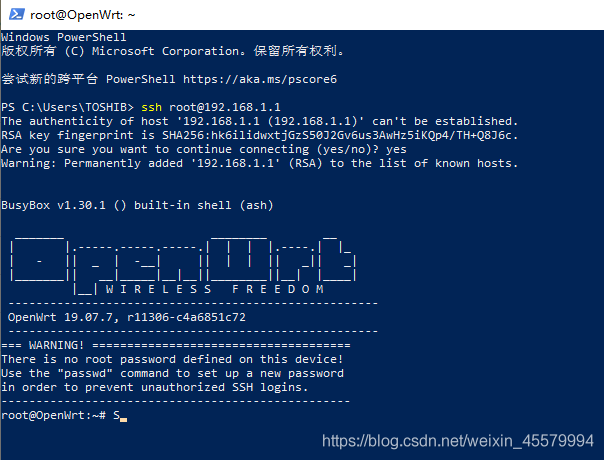 root@OpenWrt: ~
Windows PowerShell
版权所有 (C) Microsoft Corporation。保留所有权利。
尝试新的跨平台 PowerShell https://aka.ms/pscore6
PS C:\Users\TOSHIB> ssh root@192.168.1.1
The authenticity of host '192.168.1.1 (192.168.1.1)' can't be established.
RSA key fingerprint is SHA256:hk6ilidwxtjGzS50J2Gv6us3AwHz5iKQp4/TH+Q8J6c.
Are you sure you want to continue connecting (yes/no)? yes
Warning: Permanently added '192.168.1.1' (RSA) to the list of known hosts.
BusyBox v1.30.1 () built-in shell (ash)
OpenWrt
W I R E L E S S   F R E E D O M
-----------------------------------------------------
OpenWrt 19.07.7, r11306-c4a6851c72
-----------------------------------------------------
=== WARNING! =====================================
There is no root password defined on this device!
Use the "passwd" command to set up a new password
in order to prevent unauthorized SSH logins.
--------------------------------------------------
root@OpenWrt:~# S
https://blog.csdn.net/weixin_45579994